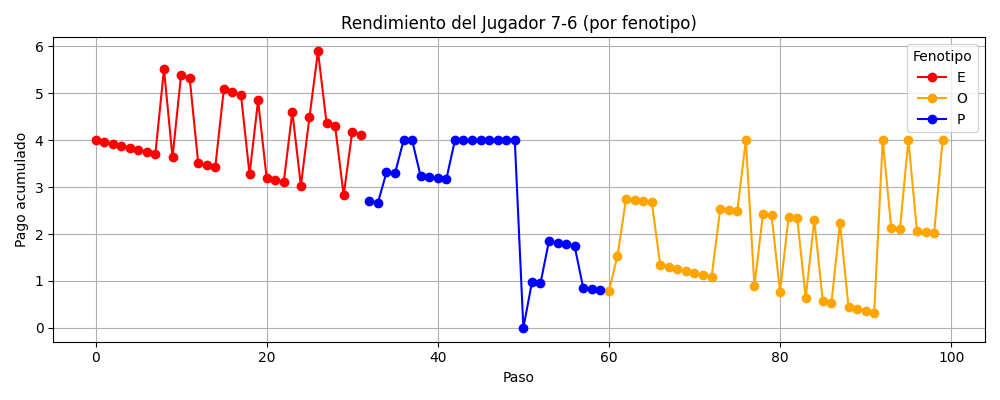 Rendimiento del Jugador 7-6 (por fenotipo)
Pago acumulado
6
5
4
3
2
1
0
Fenotipo
E
O
P
0
20
40
60
80
100
Paso